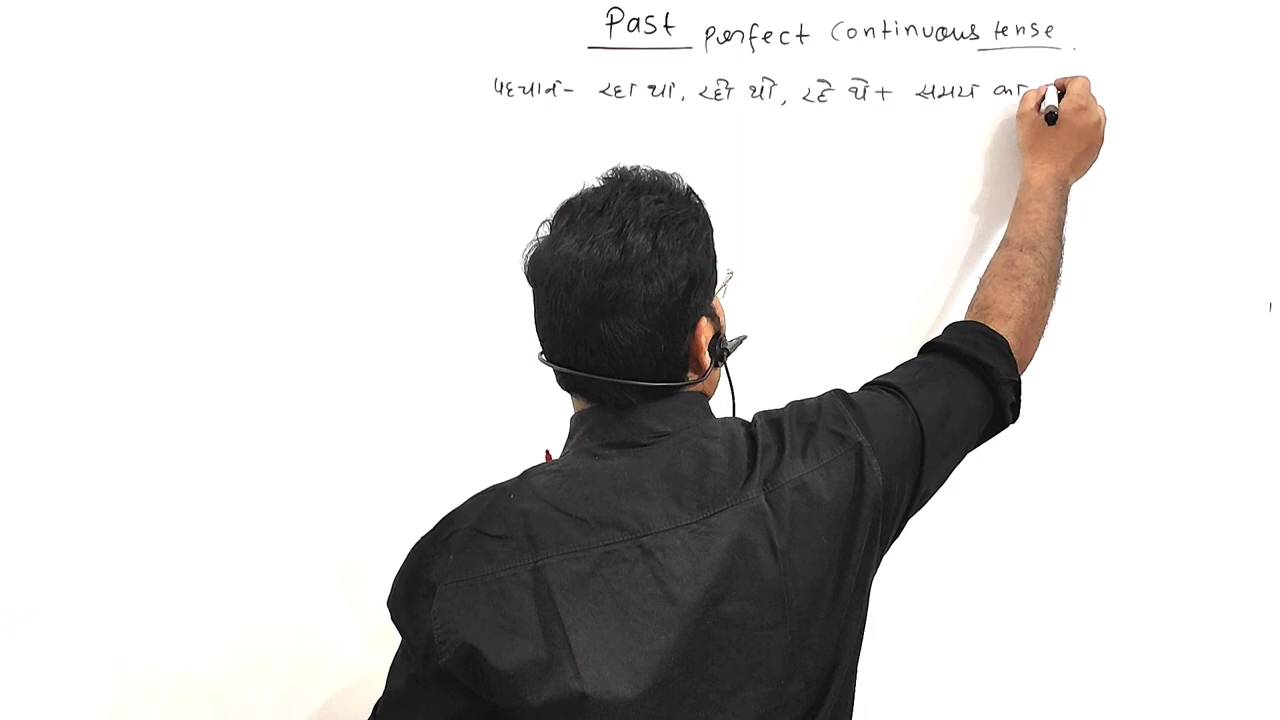 Past perfect continuous tense.
पहचान- रहा था, रही थी, रहे थे + समय का